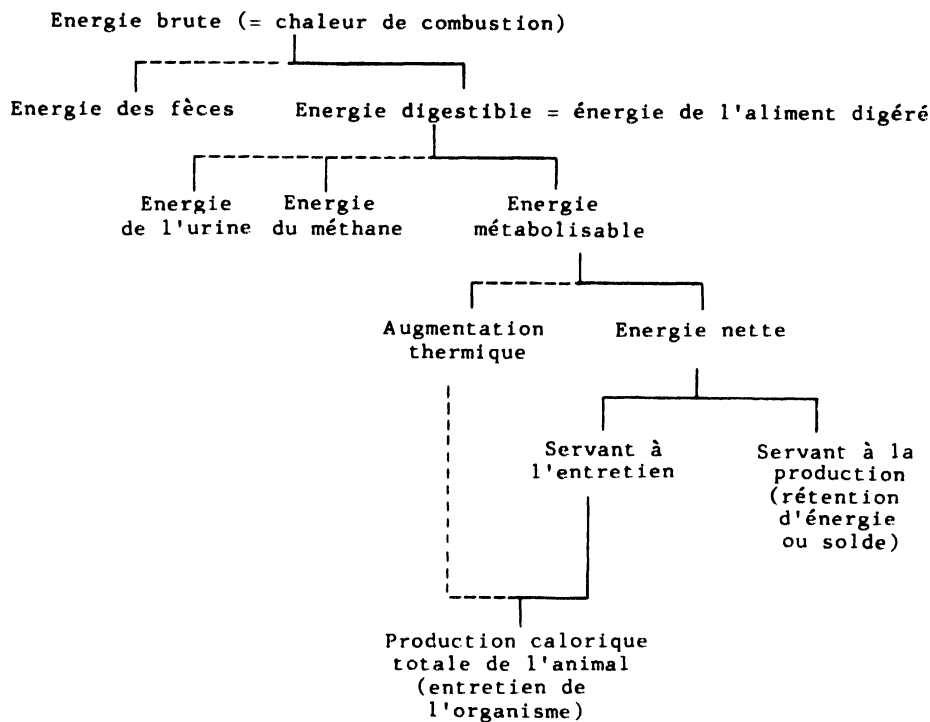 Energie brute (= chaleur de combustion)
Energie des fèces
Energie digestible = énergie de l'aliment digéré
Energie
de l'urine
Energie
du méthane
Energie
métabolisable
Augmentation
thermique
Energie nette
Servant à
l'entretien
Servant à la
production
(rétention
d'énergie
ou solde)
Production calorique
totale de l'animal
(entretien de
l'organisme)